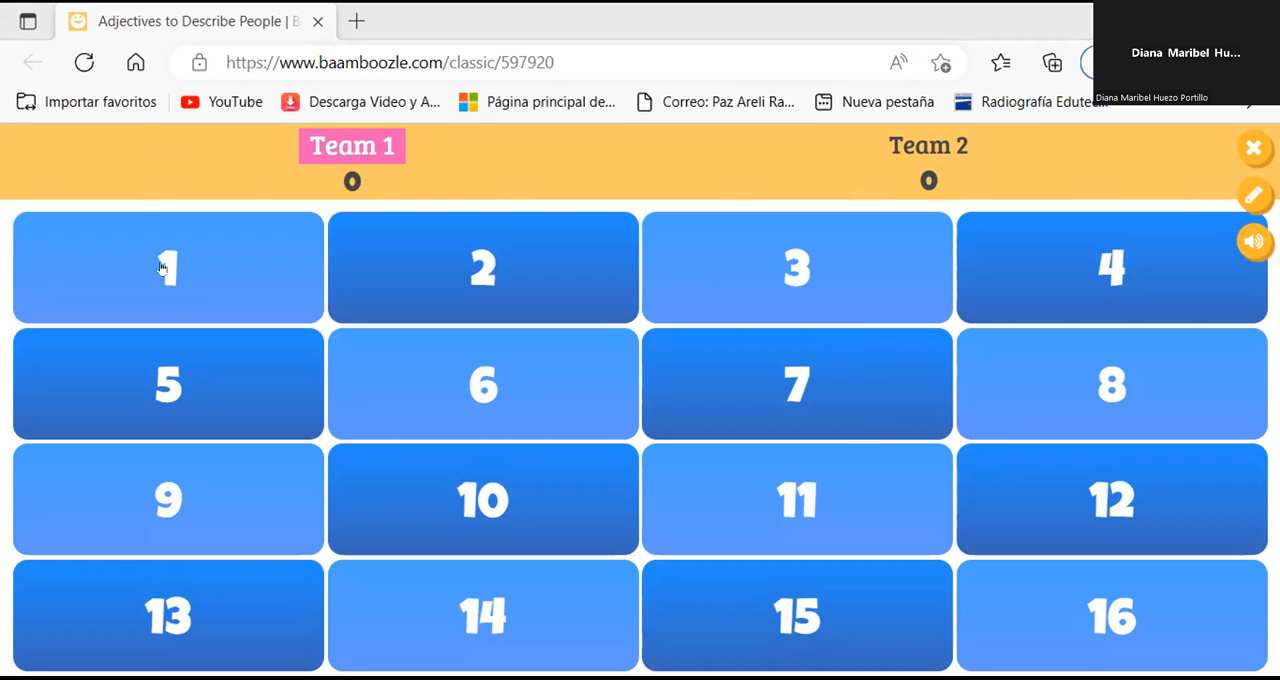 Adjectives to Describe People | B
https://www.baamboozle.com/classic/597920
Diana Maribel Hu...
Diana Maribel Huezo Portillo
Importar favoritos
YouTube
Descarga Video y A...
Página principal de...
Correo: Paz Areli Ra...
Nueva pestaña
Radiografía Edutec...
Team 1
Team 2
0
0
1
2
3
4
5
6
7
8
9
10
11
12
13
14
15
16